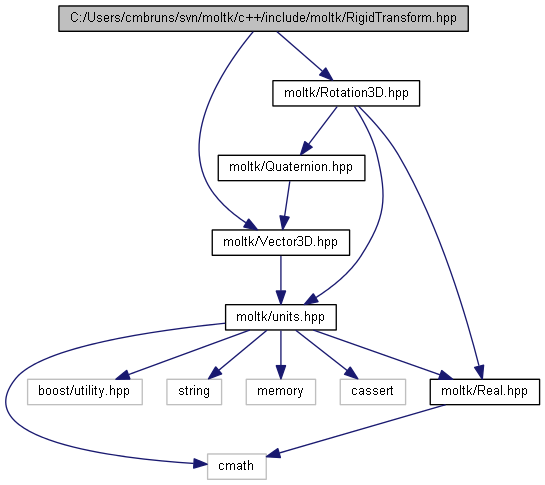 C:/Users/cmbruns/svn/moltk/c++/include/moltk/RigidTransform.hpp
moltk/Rotation3D.hpp
moltk/Quaternion.hpp
moltk/Vector3D.hpp
moltk/units.hpp
boost/utility.hpp
string
memory
cassert
moltk/Real.hpp
cmath